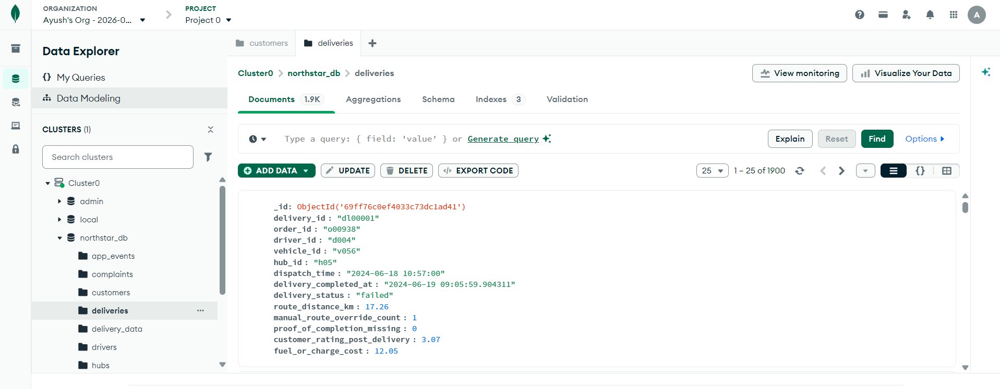 ORGANIZATION
Ayush's Org - 2026-0...
PROJECT
Project 0
A
Data Explorer
My Queries
Data Modeling
CLUSTERS (1)
Search clusters
Cluster0
admin
local
northstar_db
app_events
complaints
customers
deliveries
delivery_data
drivers
hubs
customers
deliveries
Cluster0 > northstar_db > deliveries
View monitoring
Visualize Your Data
Documents 1.9K
Aggregations
Schema
Indexes 3
Validation
Type a query: { field: 'value' } or Generate query
Explain
Reset
Find
Options
ADD DATA
UPDATE
DELETE
EXPORT CODE
25
1 – 25 of 1900
_id: ObjectId('69ff76c0ef4033c73dc1ad41')
delivery_id : "dl00001"
order_id : "o00938"
driver_id : "d004"
vehicle_id : "v056"
hub_id : "h05"
dispatch_time : "2024-06-18 10:57:00"
delivery_completed_at : "2024-06-19 09:05:59.904311"
delivery_status : "failed"
route_distance_km : 17.26
manual_route_override_count : 1
proof_of_completion_missing : 0
customer_rating_post_delivery : 3.07
fuel_or_charge_cost : 12.05